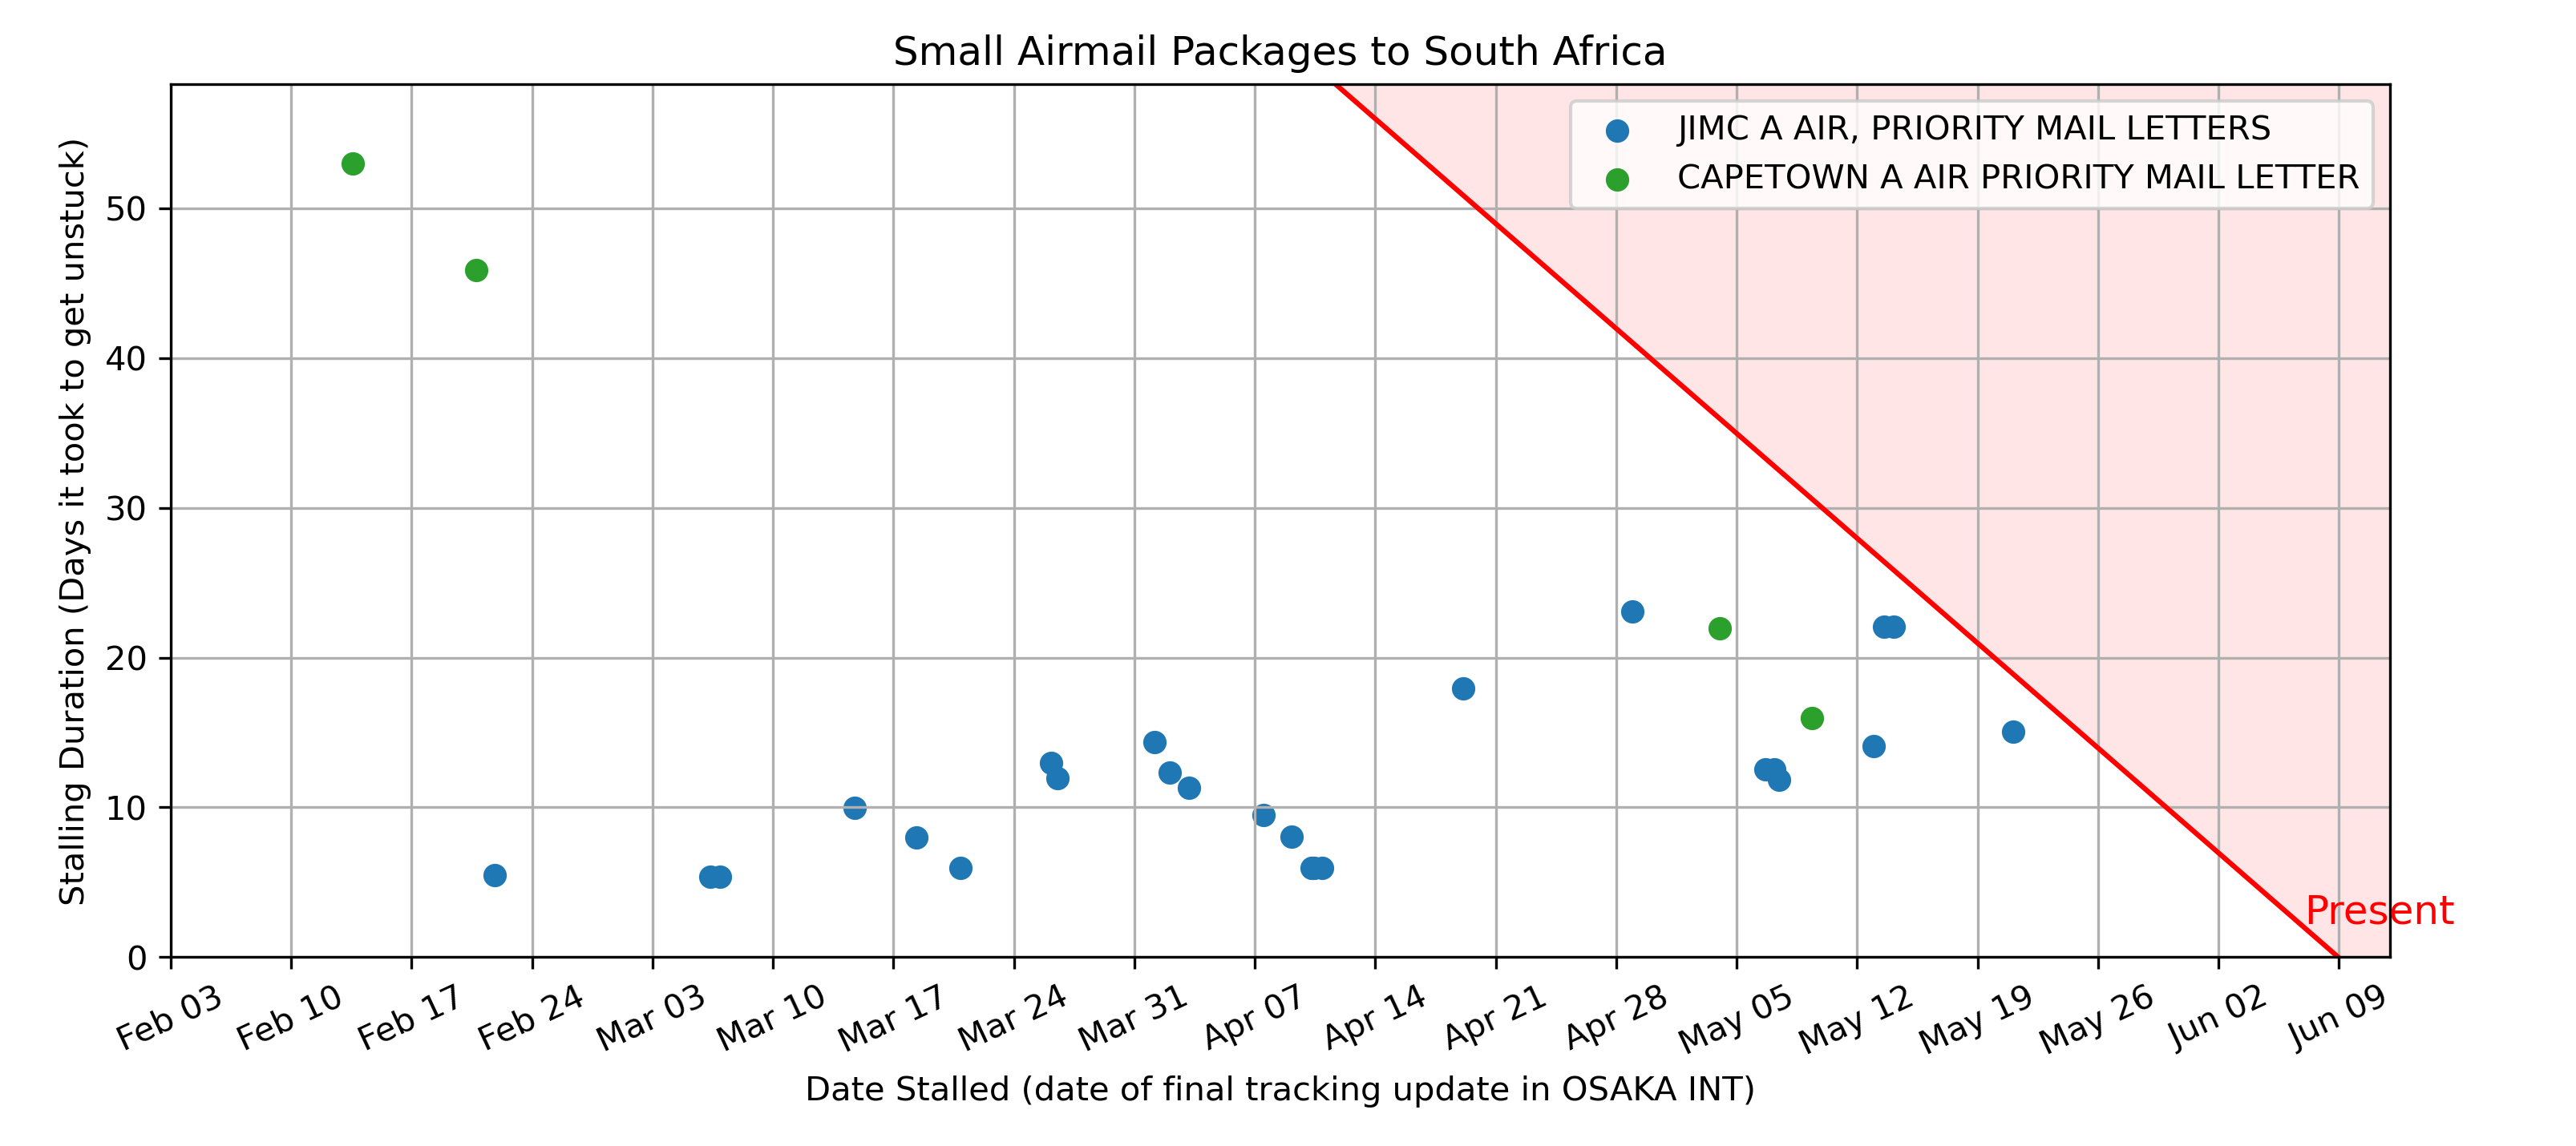 Small Airmail Packages to South Africa
JIMC A AIR, PRIORITY MAIL LETTERS
CAPETOWN A AIR PRIORITY MAIL LETTER
Stalling Duration (Days it took to get unstuck)
50
40
30
20
10
0
Present
Feb 03
Feb 10
Feb 17
Feb 24
Mar 03
Mar 10
Mar 17
Mar 24
Mar 31
Apr 07
Apr 14
Apr 21
Apr 28
May 05
May 12
May 19
May 26
Jun 02
Jun 09
Date Stalled (date of final tracking update in OSAKA INT)